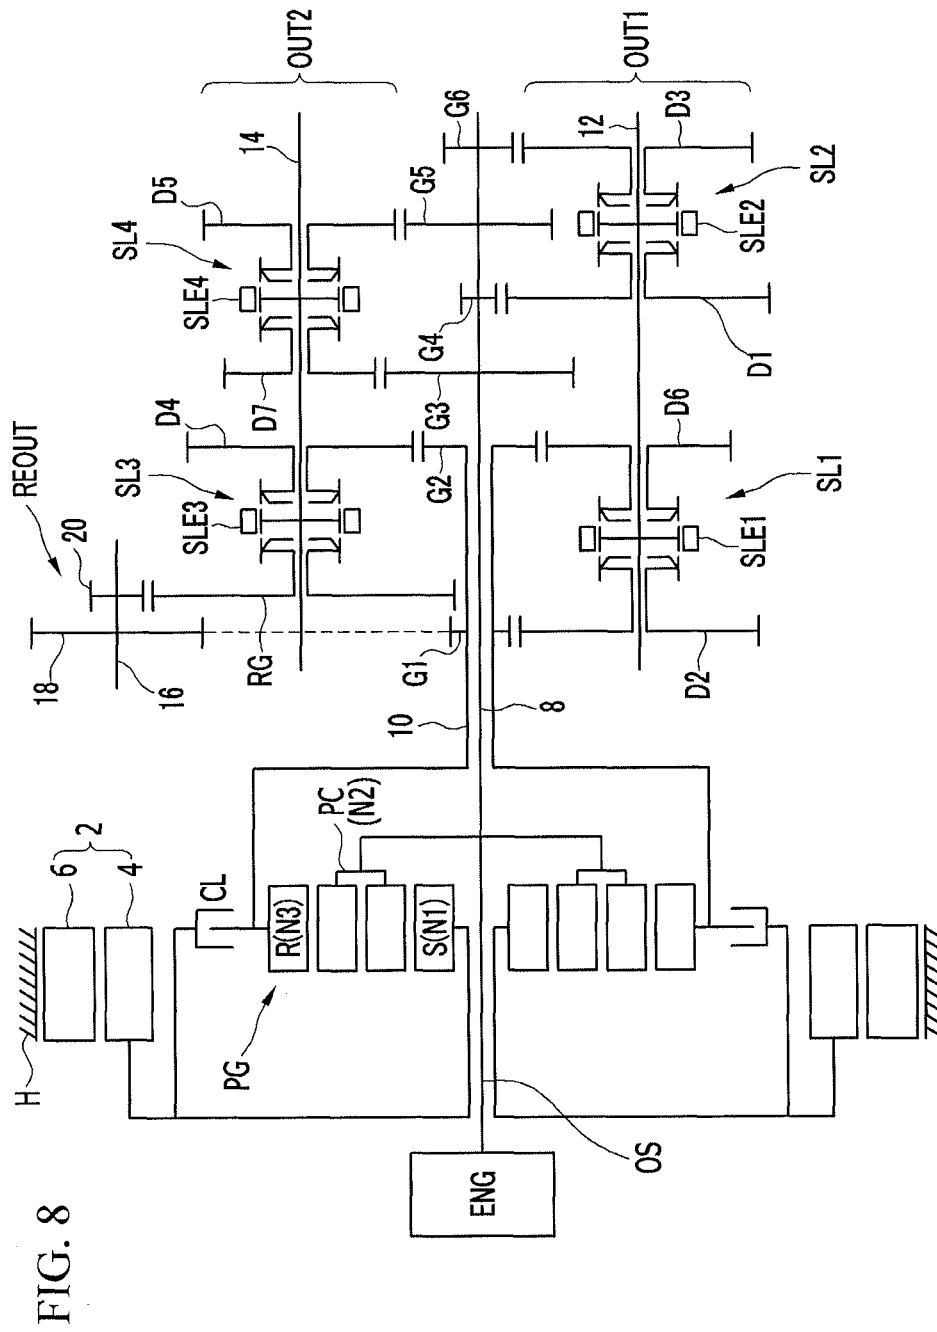 FIG. 8
H
6
2
4
CL
R(N3)
PC
(N2)
S(N1)
PG
ENG
OS
REOUT
20
18
16
RG
G1
10
8
D4
SL3
SLE3
G2
D7
SLE4
SL4
D5
14
OUT2
G3
G4
G5
G6
12
OUT1
D3
SL2
SLE2
D1
D6
SL1
SLE1
D2